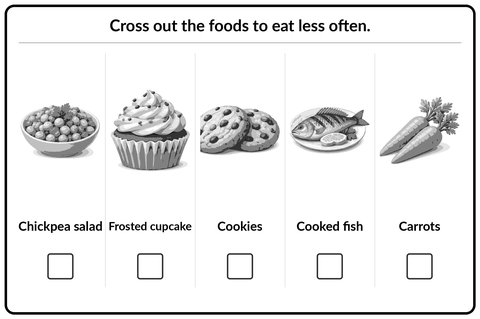 Cross out the foods to eat less often.
Chickpea salad Frosted cupcake Cookies Cooked fish Carrots